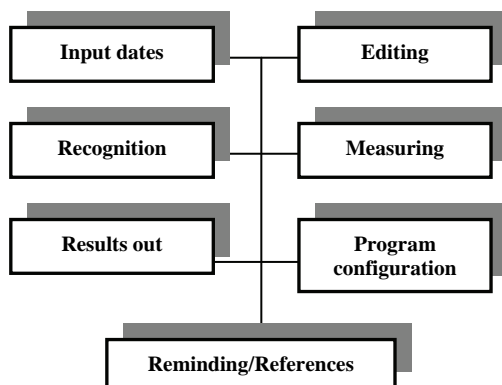 Input dates
Editing
Recognition
Measuring
Results out
Program
configuration
Reminding/References